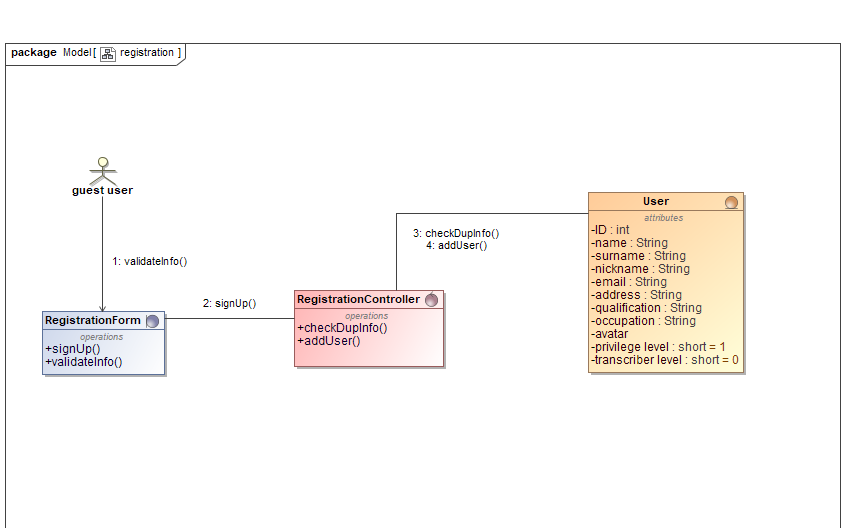 package Model [ registration ]
guest user
1: validateInfo()
RegistrationForm
operations
+signUp()
+validateInfo()
2: signUp()
RegistrationController
operations
+checkDupInfo()
+addUser()
3: checkDupInfo()
4: addUser()
User
attributes
-ID : int
-name : String
-surname : String
-nickname : String
-email : String
-address : String
-qualification : String
-occupation : String
-avatar
-privilege level : short = 1
-transcriber level : short = 0